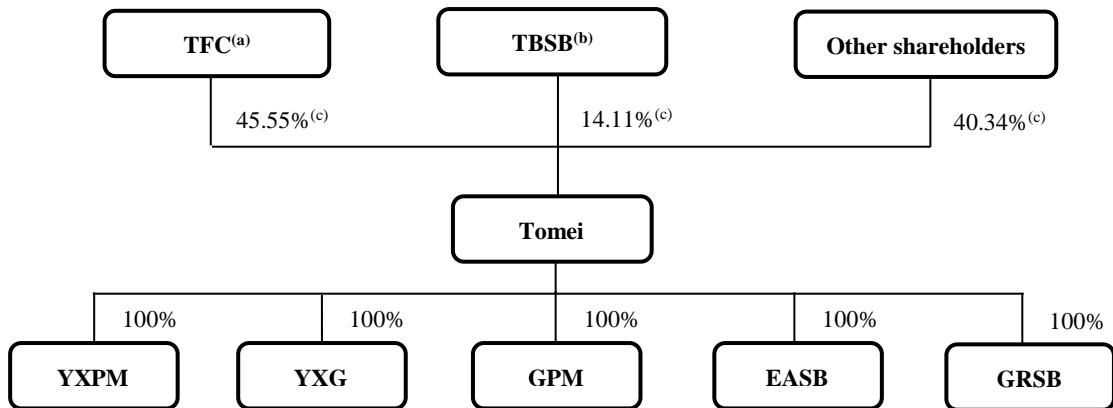 TFC(a) TBSB(b) Other shareholders
45.55%(c) 14.11%(c) 40.34%(c)
Tomei
100% 100% 100% 100% 100%
YXPM YXG GPM EASB GRSB